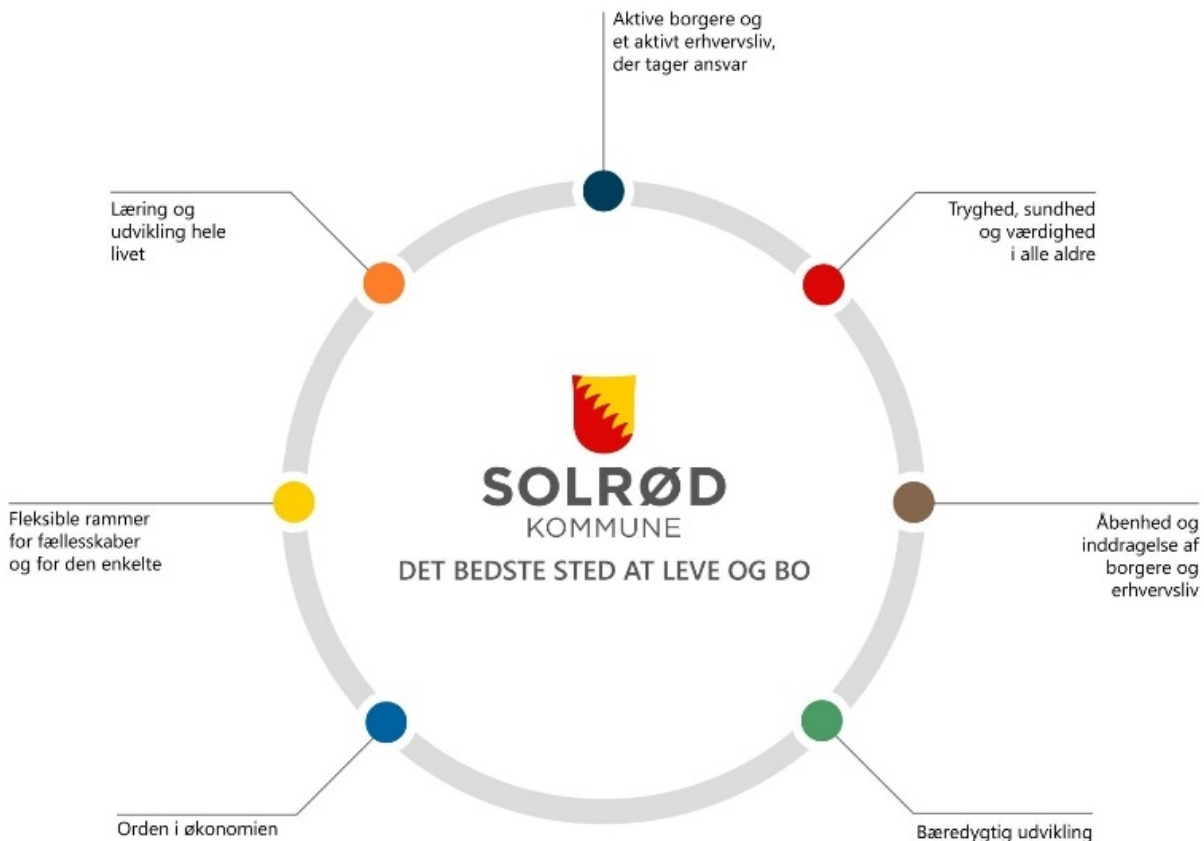 Aktive borgere og
et aktivt erhvervsliv,
der tager ansvar
Læring og
udvikling hele
livet
Tryghed, sundhed
og værdighed
i alle aldre
SOLRØD
KOMMUNE
DET BEDSTE STED AT LEVE OG BO
Fleksible rammer
for fællesskaber
og for den enkelte
Åbenhed og
inddragelse af
borgere og
erhvervsliv
Orden i økonomien
Bæredygtig udvikling